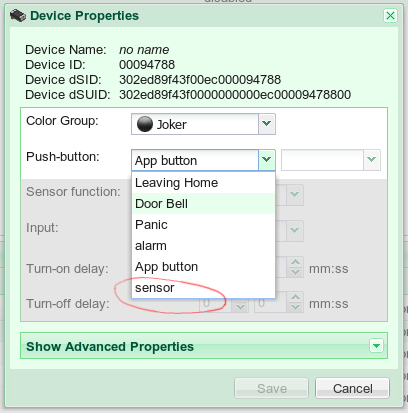 disabled
Device Properties
Device Name: no name
Device ID: 00094788
Device dSID: 302ed89f43f00ec000094788
Device dSUID: 302ed89f43f0000000000ec00009478800
Color Group: Joker
Push-button: App button
Leaving Home
Sensor function:
Door Bell
Input:
Panic
alarm
Turn-on delay: App button mm:ss
sensor
Turn-off delay: 0 0 mm:ss
Show Advanced Properties
Save Cancel